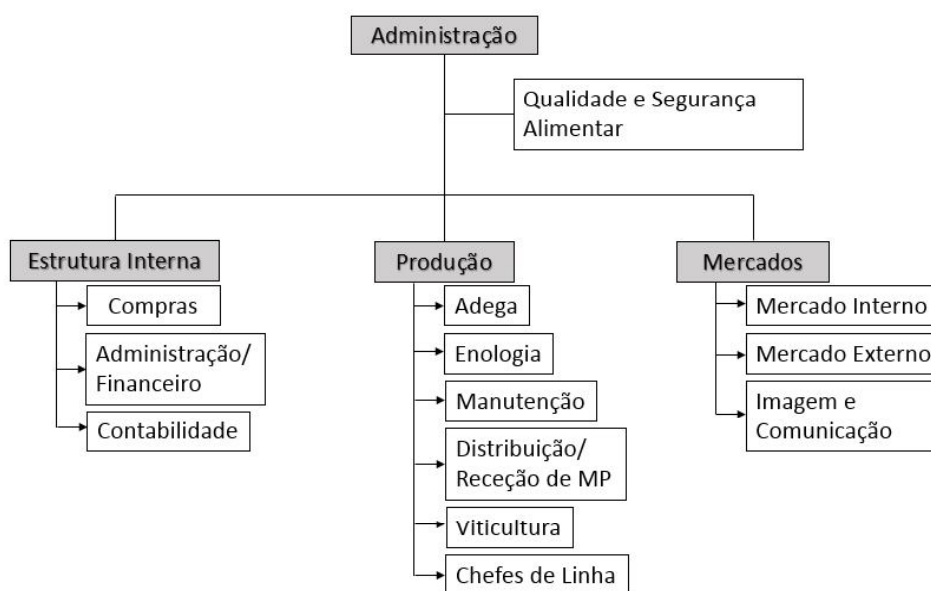 Administração
Qualidade e Segurança
Alimentar
Estrutura Interna
Compras
Administração/
Financeiro
Contabilidade
Produção
Adega
Enologia
Manutenção
Distribuição/
Receção de MP
Viticultura
Chefes de Linha
Mercados
Mercado Interno
Mercado Externo
Imagem e
Comunicação